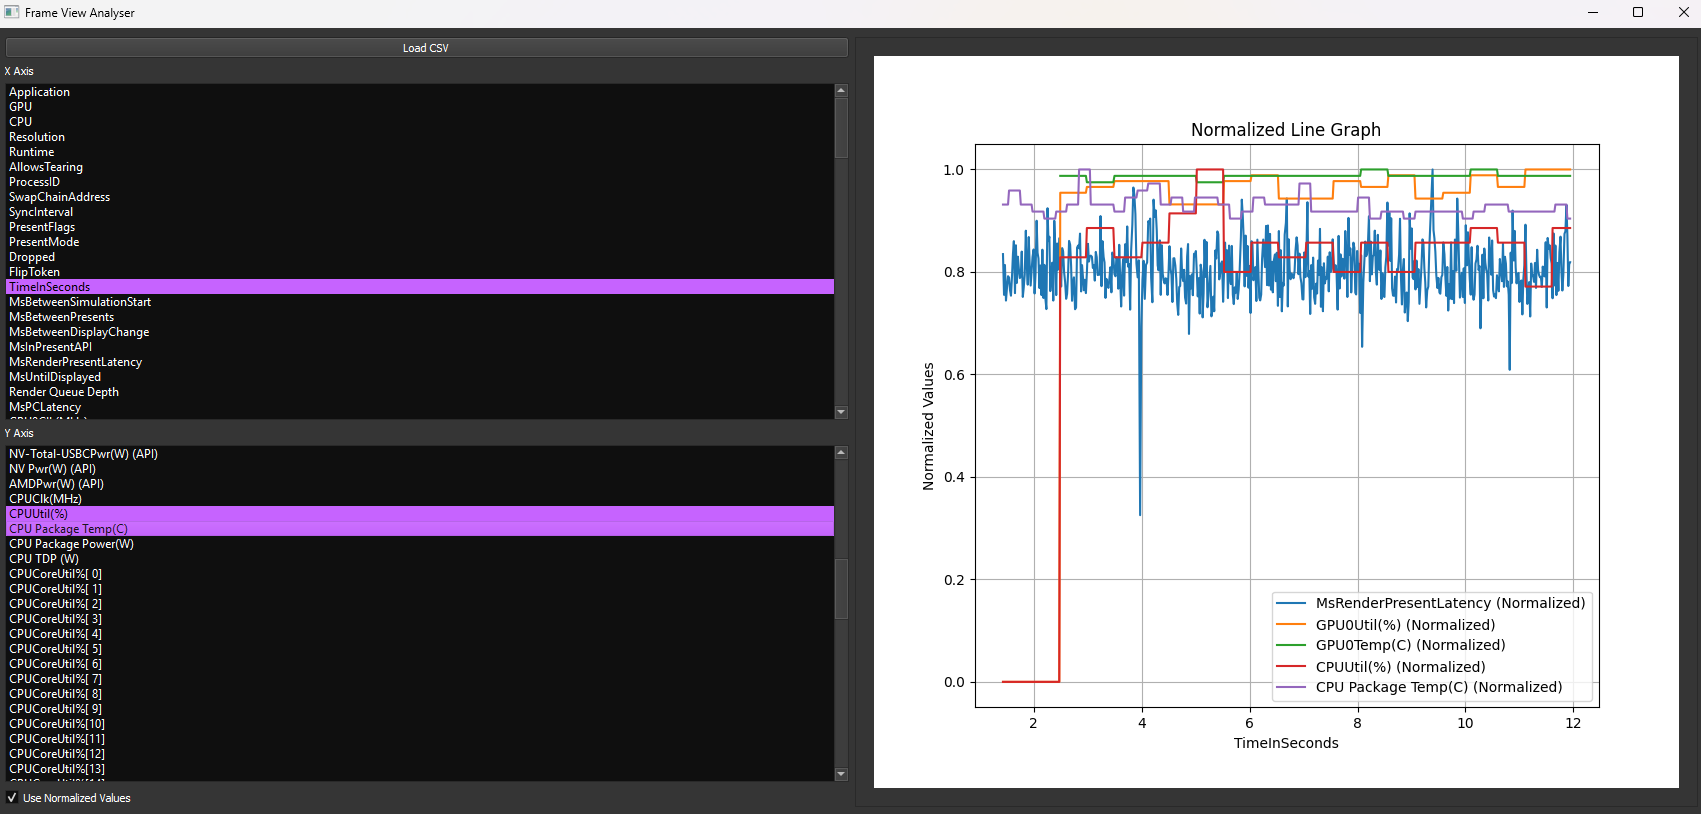 Frame View Analyser
Load CSV
X Axis
Application
GPU
CPU
Resolution
Runtime
AllowsTearing
ProcessID
SwapChainAddress
SyncInterval
PresentFlags
PresentMode
Dropped
FlipToken
TimeInSeconds
MsBetweenSimulationStart
MsBetweenPresents
MsBetweenDisplayChange
MsInPresentAPI
MsRenderPresentLatency
MsUntilDisplayed
Render Queue Depth
MsPCLatency
Y Axis
NV-Total-USBCPwr(W) (API)
NV Pwr(W) (API)
AMDPwr(W) (API)
CPUClk(MHz)
CPUUtil(%)
CPU Package Temp(C)
CPU Package Power(W)
CPU TDP (W)
CPUCoreUtil%[ 0]
CPUCoreUtil%[ 1]
CPUCoreUtil%[ 2]
CPUCoreUtil%[ 3]
CPUCoreUtil%[ 4]
CPUCoreUtil%[ 5]
CPUCoreUtil%[ 6]
CPUCoreUtil%[ 7]
CPUCoreUtil%[ 8]
CPUCoreUtil%[ 9]
CPUCoreUtil%[10]
CPUCoreUtil%[11]
CPUCoreUtil%[12]
CPUCoreUtil%[13]
Use Normalized Values
Normalized Line Graph
Normalized Values
1.0
0.8
0.6
0.4
0.2
0.0
MsRenderPresentLatency (Normalized)
GPU0Util(%) (Normalized)
GPU0Temp(C) (Normalized)
CPUUtil(%) (Normalized)
CPU Package Temp(C) (Normalized)
2 4 6 8 10 12
TimeInSeconds